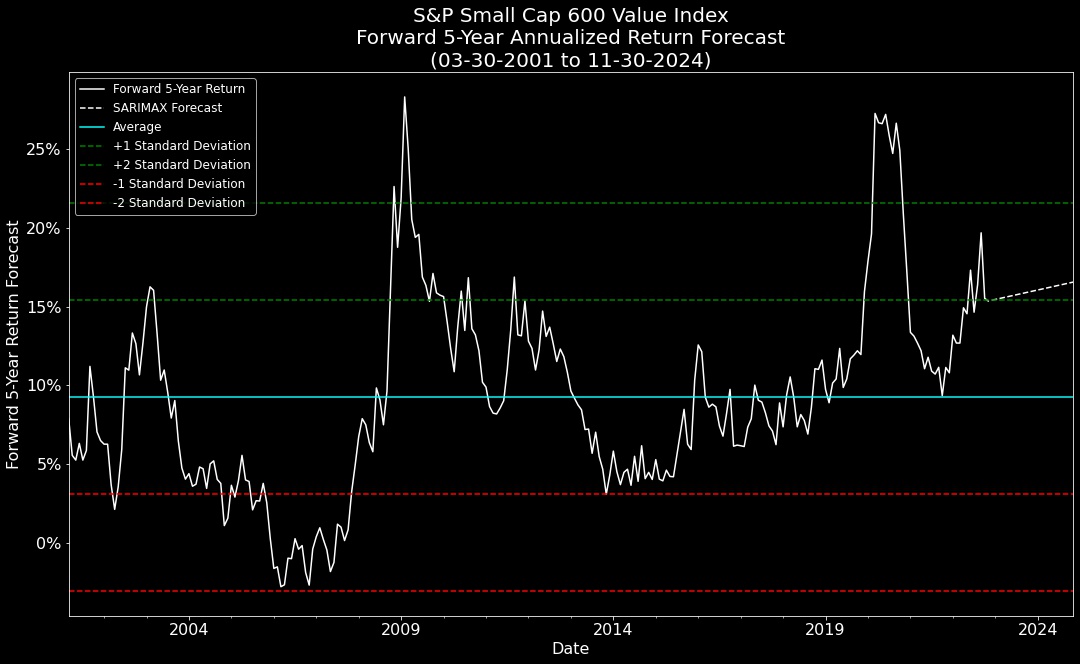 S&P Small Cap 600 Value Index
Forward 5-Year Annualized Return Forecast
(03-30-2001 to 11-30-2024)
Forward 5-Year Return
SARIMAX Forecast
Average
+1 Standard Deviation
+2 Standard Deviation
-1 Standard Deviation
-2 Standard Deviation
Forward 5-Year Return Forecast
25%
20%
15%
10%
5%
0%
2004
2009
2014
2019
2024
Date